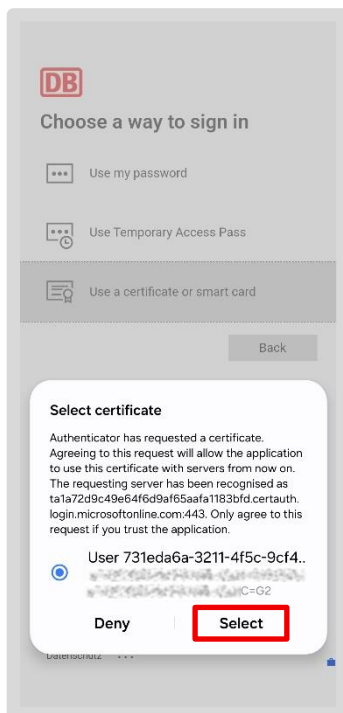 DB
Choose a way to sign in
Use my password
Use Temporary Access Pass
Use a certificate or smart card
Back
Select certificate
Authenticator has requested a certificate.
Agreeing to this request will allow the application
to use this certificate with servers from now on.
The requesting server has been recognised as
ta1a72d9c49e64f6d9af65aafa1183bfd.certauth.
login.microsoftonline.com:443. Only agree to this
request if you trust the application.
User 731eda6a-3211-4f5c-9cf4..
C=G2
Deny Select
Datenschutz ...